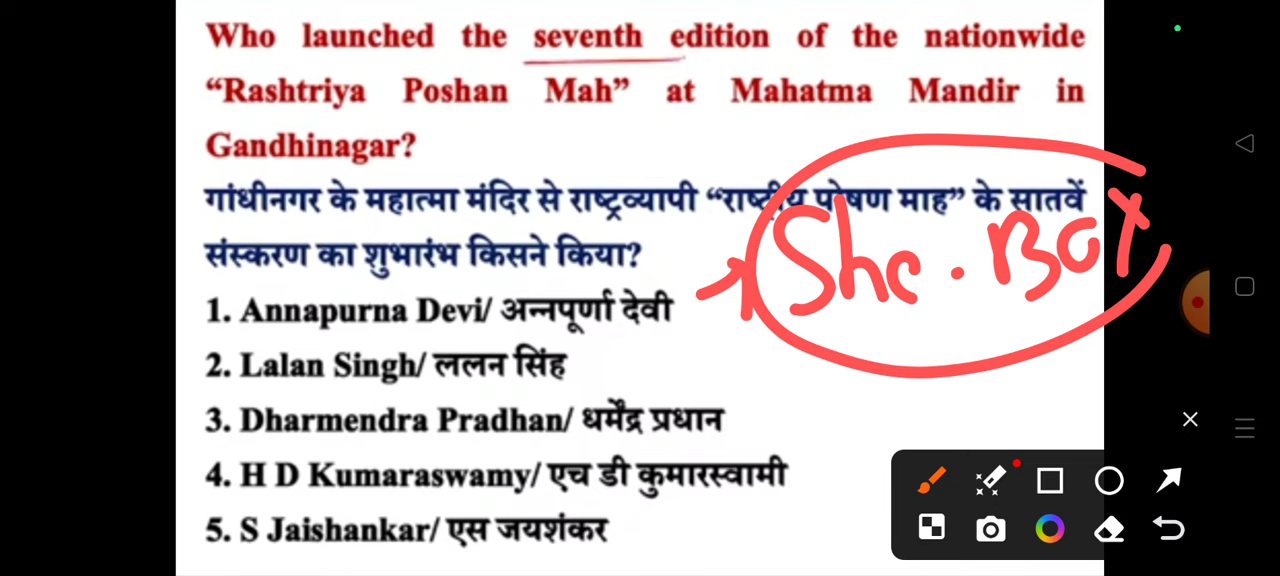 Who launched the seventh edition of the nationwide
“Rashtriya Poshan Mah” at Mahatma Mandir in
Gandhinagar?
गांधीनगर के महात्मा मंदिर से राष्ट्रव्यापी “राष्ट्रीय पोषण माह” के सातवें
संस्करण का शुभारंभ किसने किया?
She. Bot
1. Annapurna Devi/ अन्नपूर्णा देवी
2. Lalan Singh/ ललन सिंह
3. Dharmendra Pradhan/ धर्मेंद्र प्रधान
4. H D Kumaraswamy/ एच डी कुमारस्वामी
5. S Jaishankar/ एस जयशंकर